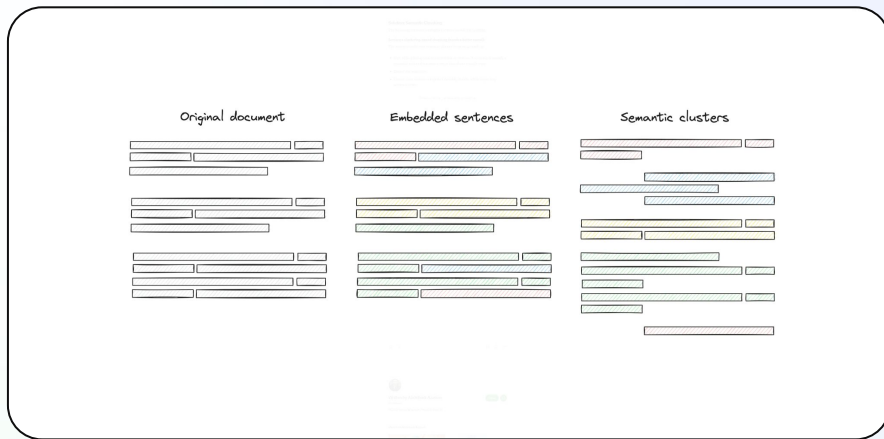 Original document
Embedded sentences
Semantic clusters